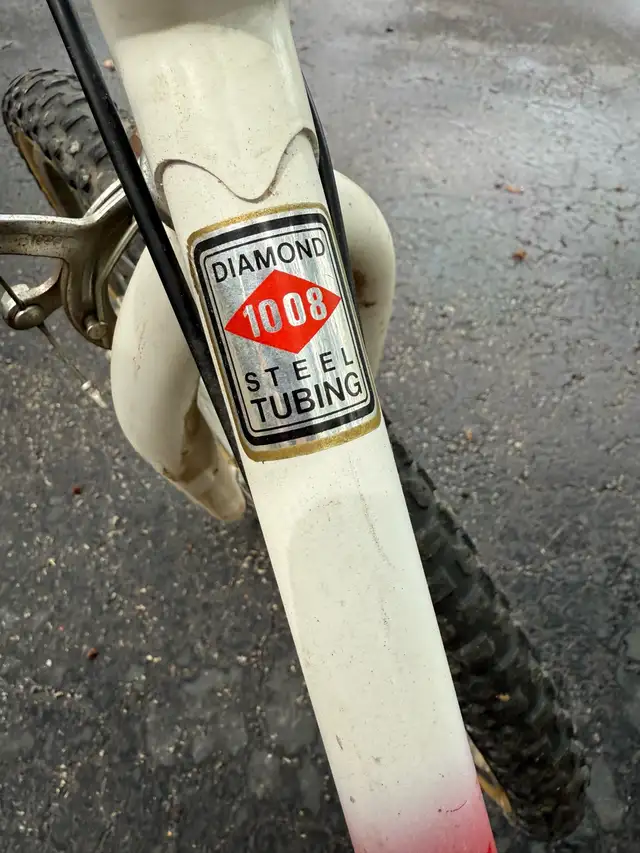 DIAMOND
1008
STEEL
TUBING